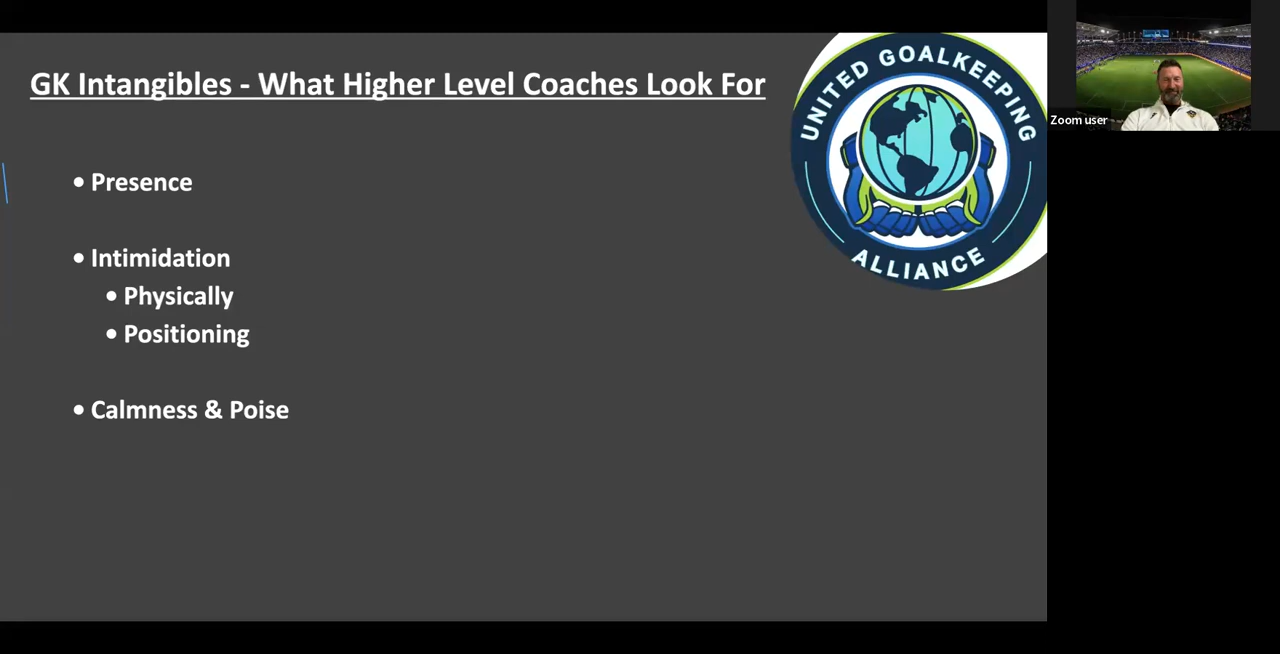 GK Intangibles - What Higher Level Coaches Look For
• Presence
• Intimidation
• Physically
• Positioning
• Calmness & Poise
UNITED GOALKEEPING
ALLIANCE
Zoom user